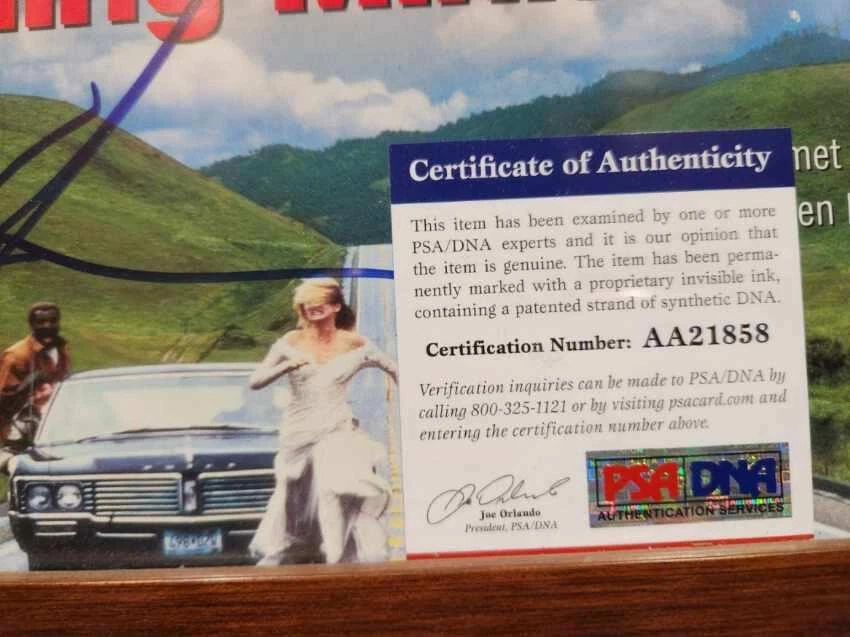 Certificate of Authenticity
met
en
This item has been examined by one or more
PSA/DNA experts and it is our opinion that
the item is genuine. The item has been perma-
nently marked with a proprietary invisible ink,
containing a patented strand of synthetic DNA.
Certification Number: AA21858
Verification inquiries can be made to PSA/DNA by
calling 800-325-1121 or by visiting psacard.com and
entering the certification number above.
Joe Orlando
President, PSA/DNA
PSA DNA
AUTHENTICATION SERVICES